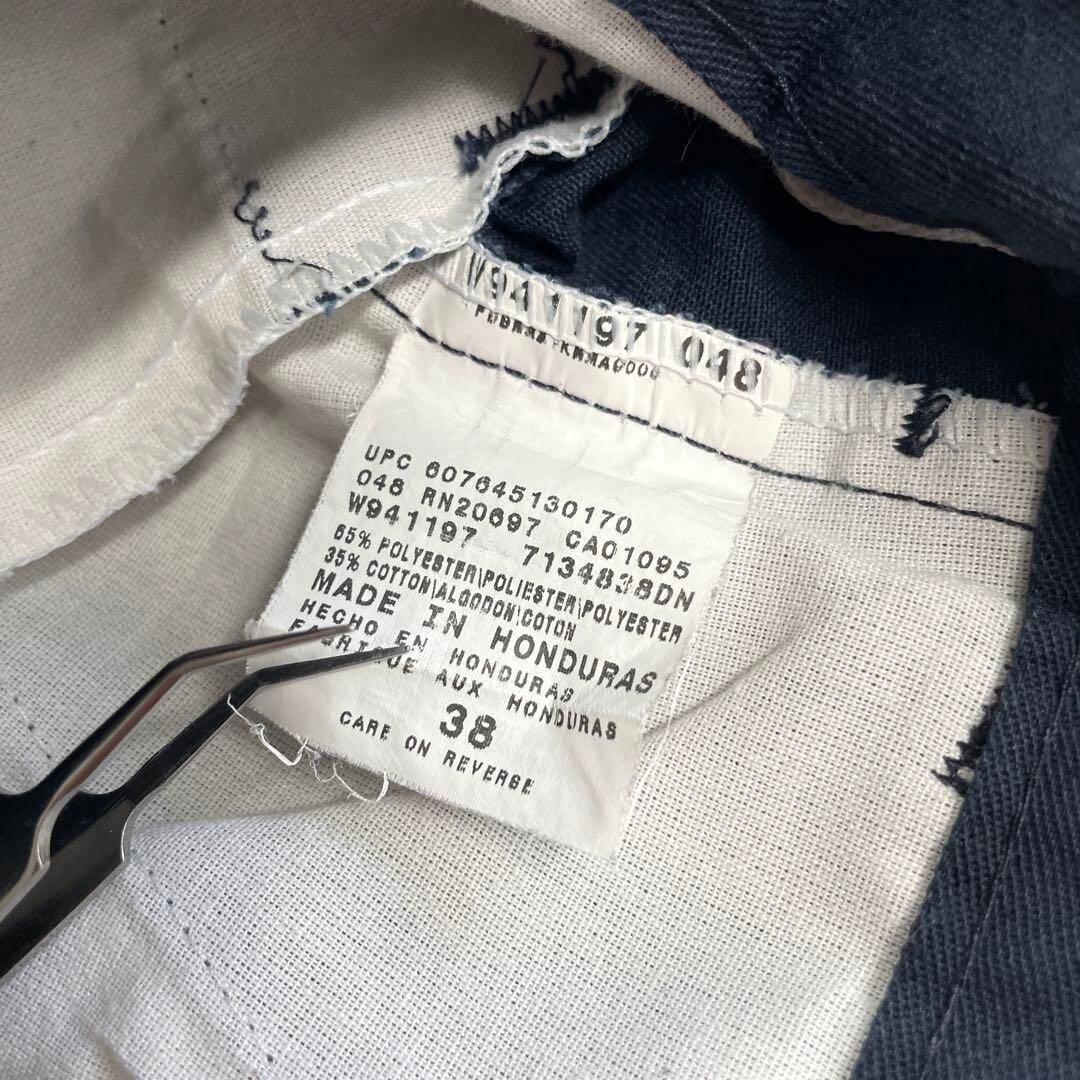 W941197 048
UPC 607645130170
048 RN20697 CA01095
W941197 7134838DN
65% POLYESTER\POLIESTER\POLYESTER
35% COTTON\ALGODON\COTON
MADE IN HONDURAS
HECHO EN HONDURAS
FABRIQUE AUX HONDURAS
38
CARE ON REVERSE